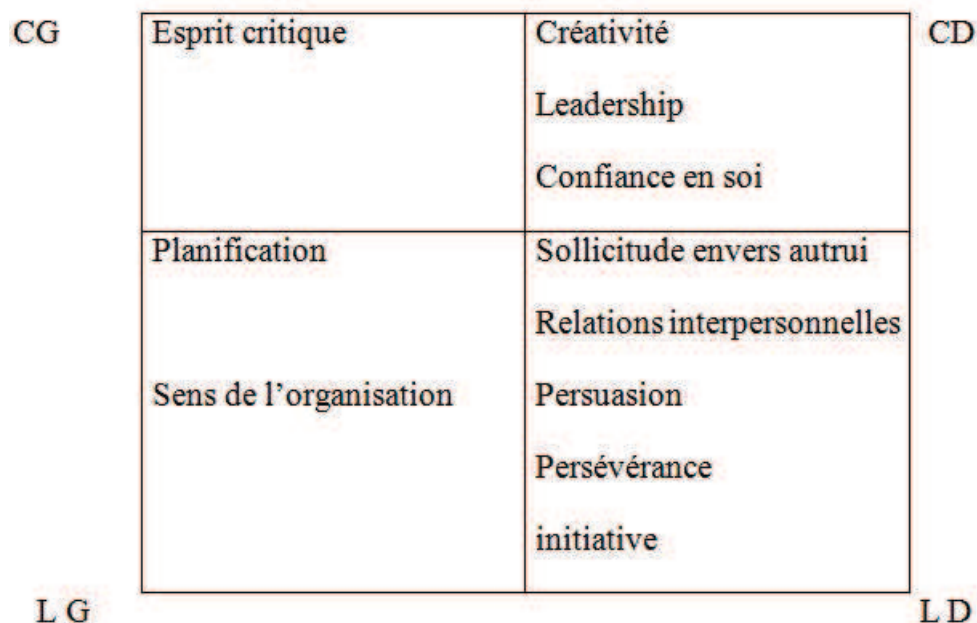 CG
Esprit critique
Créativité
CD
Leadership
Confiance en soi
Planification
Sollicitude envers autrui
Relations interpersonnelles
Sens de l’organisation
Persuasion
Persévérance
initiative
L G
L D